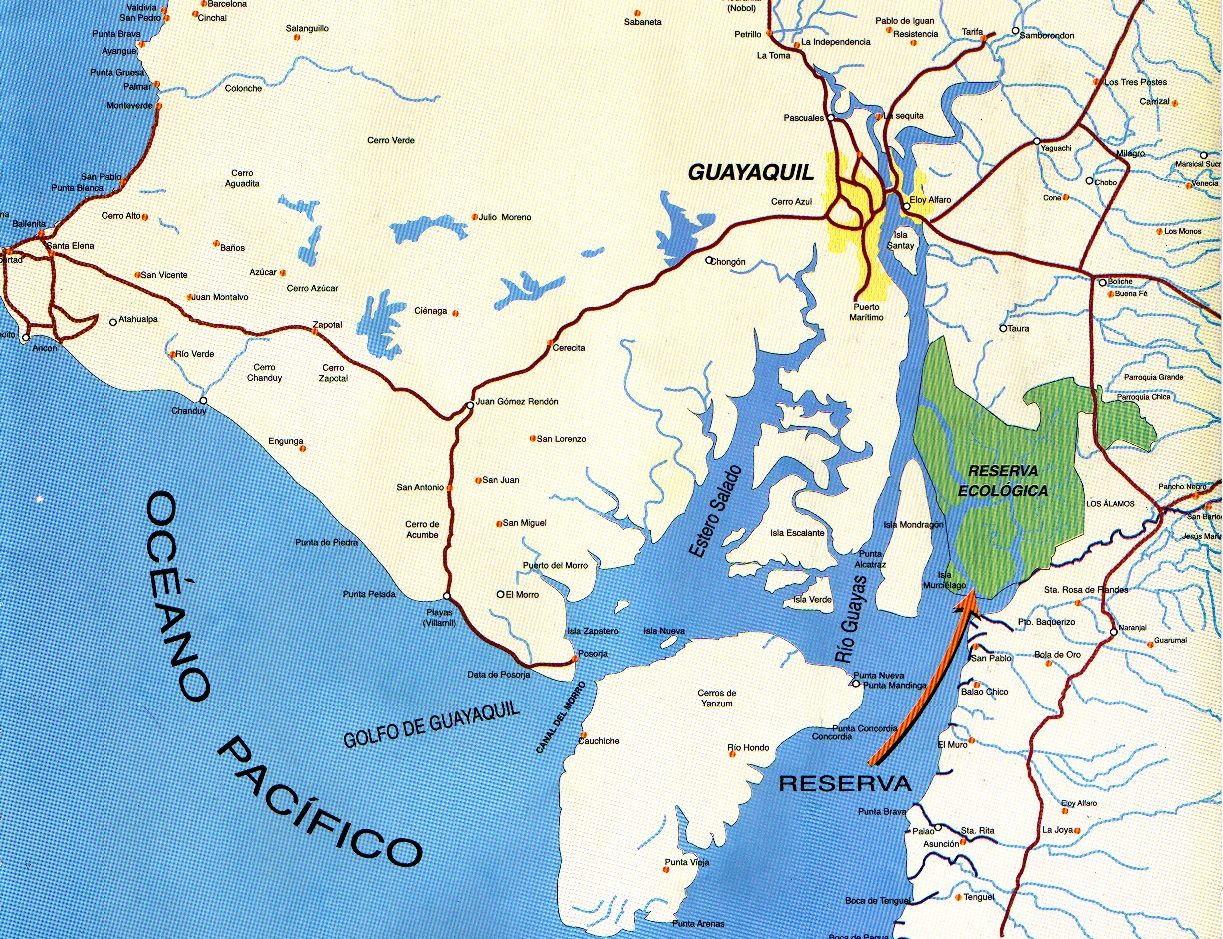 (Nobol)
Valdivia
Barcelona
San Pedro
Cinchal
Sabaneta
Salanguillo
Punta Brava
Ayangue
Petrillo
La Independencia
La Toma
Pablo de Iguan
Resistencia
Tarifa
Samborondon
Punta Gruesa
Palmar
Colonche
Monteverde
Los Tres Postes
Carrizal
Pascuales
La sequita
Cerro Verde
Yaguachi
Milagro
GUAYAQUIL
Marsical Sucr
San Pablo
Punta Blanca
Cerro
Aguadita
Chobo
Venecia
Cone
Cerro Azul
Eloy Alfaro
Ballenita
Cerro Alto
Julio Moreno
Los Monos
Isla
Santay
Santa Elena
Baños
Chongón
San Vicente
Azúcar
Cerro Azúcar
Boliche
Buena Fé
Juan Montalvo
Ciénaga
Puerto
Marítimo
Atahualpa
Zapotal
Taura
Ancon
Río Verde
Cerecita
Cerro
Chanduy
Cerro
Zapotal
Parroquia Grande
Parroquia Chica
Chanduy
Juan Gómez Rendón
Engunga
San Lorenzo
RESERVA
ECOLÓGICA
San Antonio
San Juan
Pancho Negro
LOS ÁLAMOS
Estero Salado
Cerro de
Acumbe
San Miguel
Isla Escalante
Isla Mondragón
Punta de Piedra
Puerto del Morro
Punta
Alcatraz
Isla
Murciélago
Punta Pelada
El Morro
Isla Verde
Sta. Rosa de Flandes
Playas
(Villamil)
Río Guayas
Pto. Baquerizo
Naranjal
Isla Zapatero
Isla Nueva
Guarumal
Posorja
San Pablo
Bola de Oro
Data de Posorja
Punta Nueva
Punta Mandinga
Balao Chico
OCÉANO
PACÍFICO
GOLFO DE GUAYAQUIL
CANAL DEL MORRO
Cerros de
Yanzum
Punta Concordia
Concordia
Cauchiche
Río Hondo
El Muro
RESERVA
Punta Brava
Eloy Alfaro
Sta. Rita
La Joya
Asunción
Punta Vieja
Boca de Tenguel
Tenguel
Punta Arenas